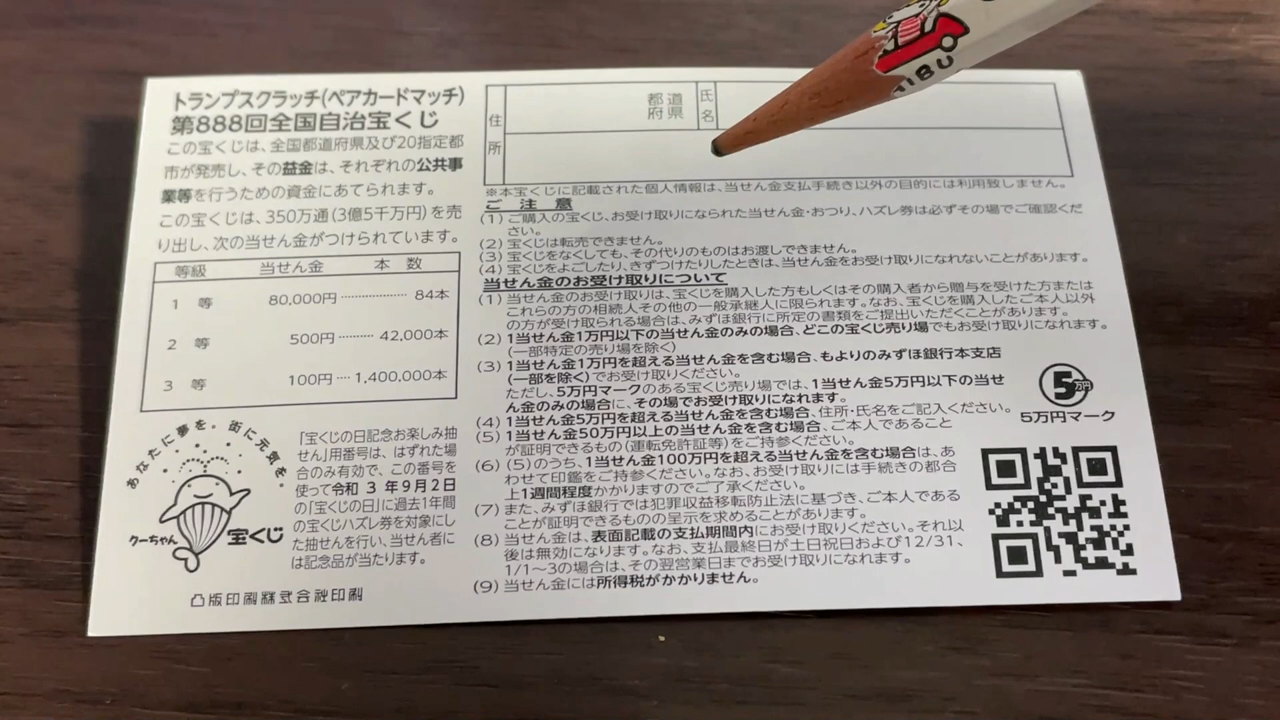 トランプスクラッチ(ペアカードマッチ)
第888回全国自治宝くじ
この宝くじは、全国都道府県及び20指定都
市が発売し、その益金は、それぞれの公共事
業等を行うための資金にあてられます。
この宝くじは、350万通(3億5千万円)を売
り出し、次の当せん金がつけられています。
等級 当せん金 本 数
1 等 80,000円 ………………… 84本
2 等 500円 ………… 42,000本
3 等 100円 …… 1,400,000本
あなたに夢を。街に元気を。
クーちゃん 宝くじ
「宝くじの日記念お楽しみ抽
せん」用番号は、はずれた場
合のみ有効で、この番号を
使って令和 3 年9月2日
の「宝くじの日」に過去1年間
の宝くじハズレ券を対象にし
た抽せんを行い、当せん者に
は記念品が当たります。
凸版印刷株式会社印刷
住所
都道府県
氏名
※本宝くじに記載された個人情報は、当せん金支払手続き以外の目的には利用致しません。
ご 注 意
(1) ご購入の宝くじ、お受け取りになられた当せん金・おつり、ハズレ券は必ずその場でご確認くだ
さい。
(2) 宝くじは転売できません。
(3) 宝くじをなくしても、その代りのものはお渡しできません。
(4) 宝くじをよごしたり、きずつけたりしたときは、当せん金をお受け取りになれないことがあります。
当せん金のお受け取りについて
(1) 当せん金のお受け取りは、宝くじを購入した方もしくはその購入者から贈与を受けた方または
これらの方の相続人その他の一般承継人に限られます。なお、宝くじを購入したご本人以外
の方が受け取られる場合は、みずほ銀行に所定の書類をご提出いただくことがあります。
(2) 1当せん金1万円以下の当せん金のみの場合、どこの宝くじ売り場でもお受け取りになれます。
(一部特定の売り場を除く)
(3) 1当せん金1万円を超える当せん金を含む場合、もよりのみずほ銀行本支店
(一部を除く)でお受け取りください。
ただし、5万円マークのある宝くじ売り場では、1当せん金5万円以下の当せ
ん金のみの場合に、その場でお受け取りになれます。
(4) 1当せん金5万円を超える当せん金を含む場合、住所・氏名をご記入ください。
(5) 1当せん金50万円以上の当せん金を含む場合、ご本人であること
が証明できるもの(運転免許証等)をご持参ください。
(6) (5)のうち、1当せん金100万円を超える当せん金を含む場合は、あ
わせて印鑑をご持参ください。なお、お受け取りには手続きの都合
上1週間程度かかりますのでご了承ください。
(7) また、みずほ銀行では犯罪収益移転防止法に基づき、ご本人である
ことが証明できるものの呈示を求めることがあります。
(8) 当せん金は、表面記載の支払期間内にお受け取りください。それ以
後は無効になります。なお、支払最終日が土日祝日および12/31、
1/1〜3の場合は、その翌営業日までお受け取りになれます。
(9) 当せん金には所得税がかかりません。
5万円
5万円マーク